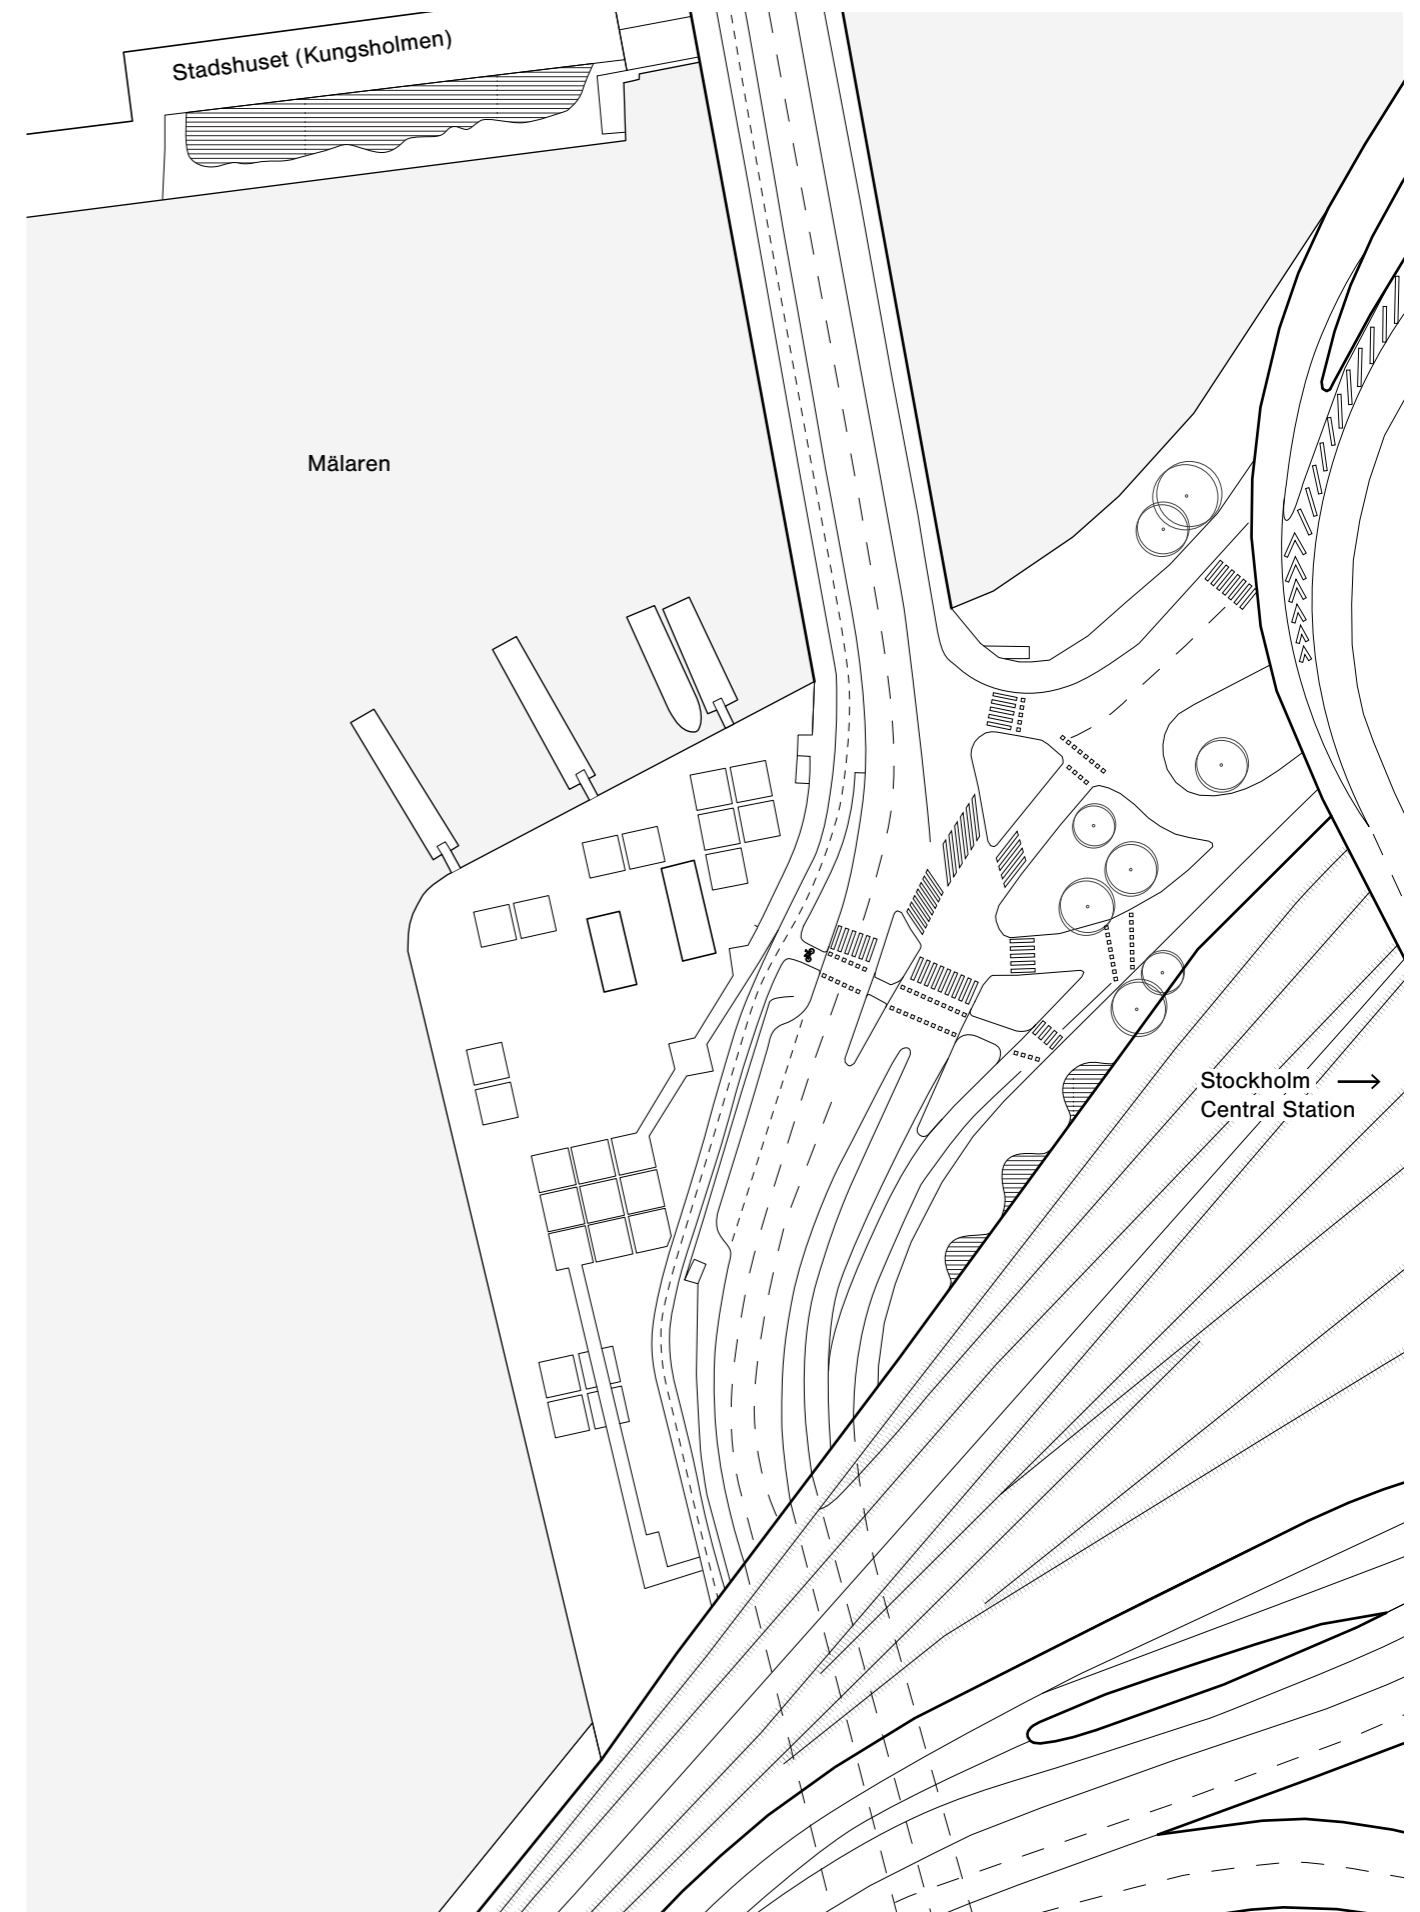 Stadshuset (Kungsholmen)
Mälaren
Stockholm →
Central Station